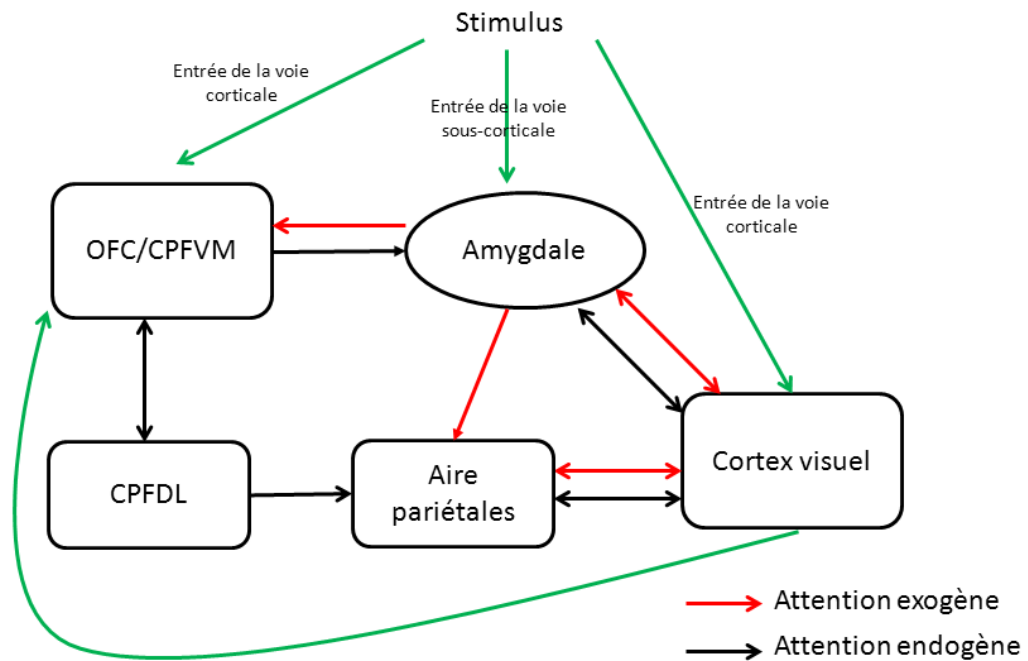 Stimulus
Entrée de la voie
corticale
Entrée de la voie
sous-corticale
Entrée de la voie
corticale
OFC/CPFVM
Amygdale
CPFDL
Aire
pariétales
Cortex visuel
Attention exogène
Attention endogène